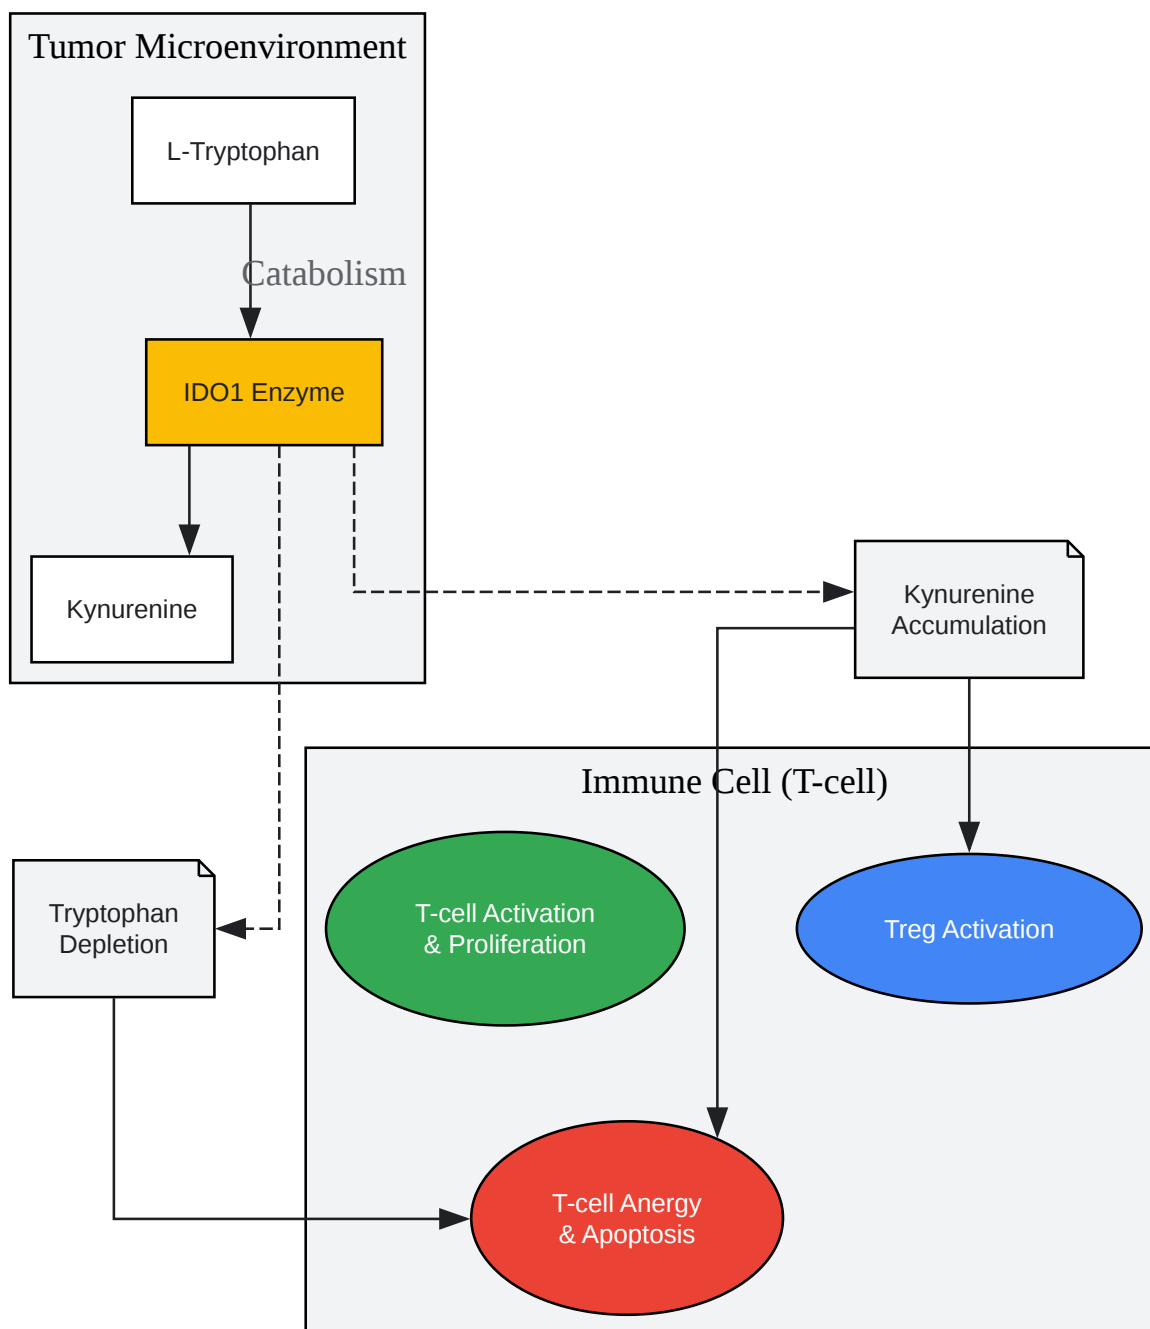 Tumor Microenvironment
L-Tryptophan
Catabolism
IDO1 Enzyme
Kynurenine
Kynurenine
Accumulation
Immune Cell (T-cell)
Tryptophan
Depletion
T-cell Activation
& Proliferation
Treg Activation
T-cell Anergy
& Apoptosis